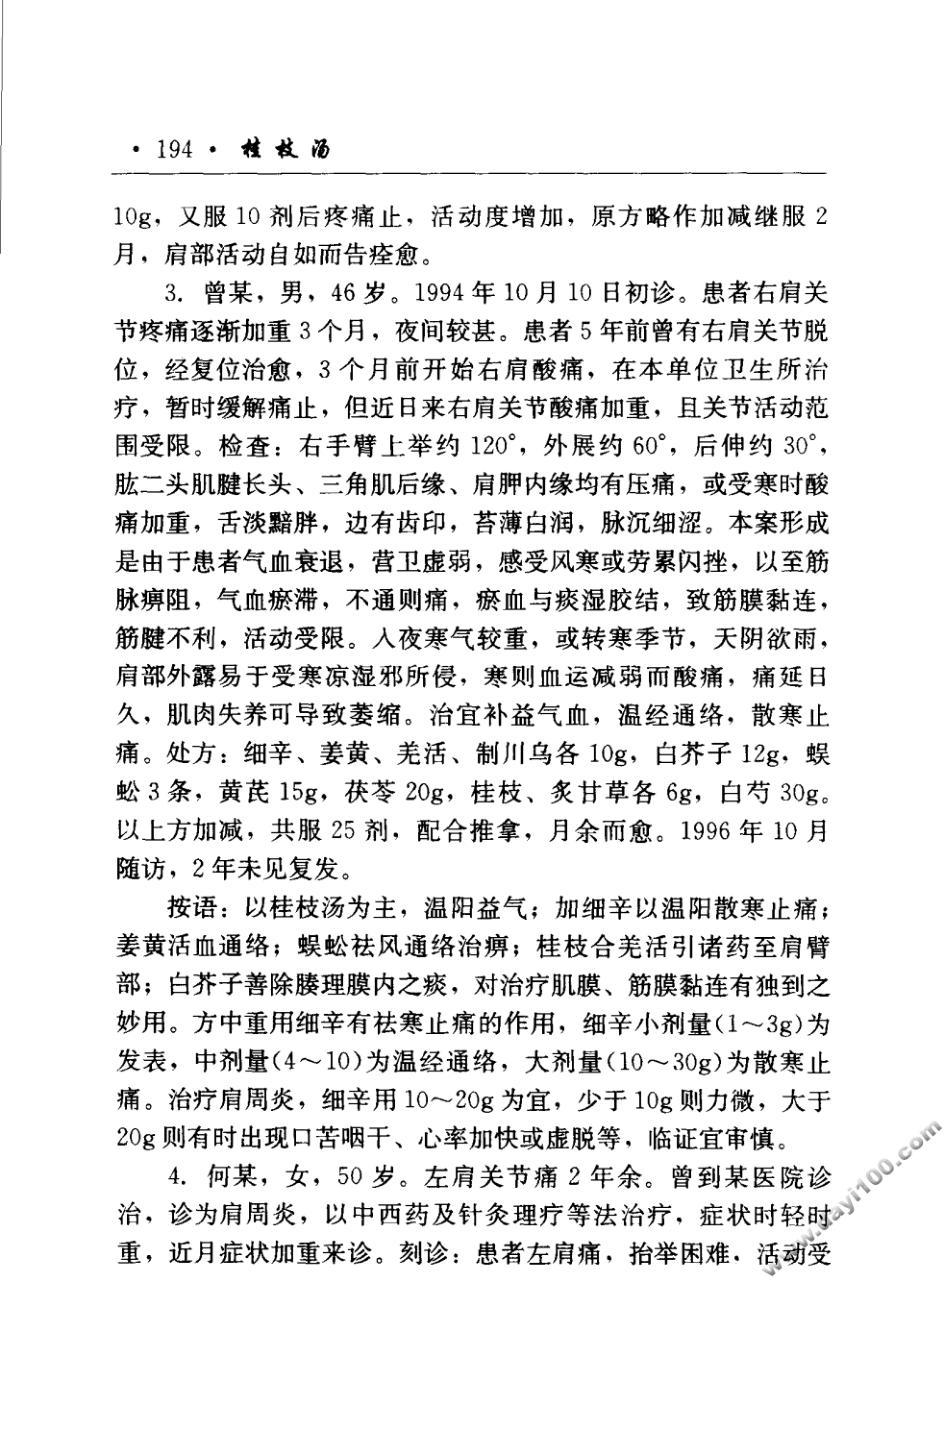 · 194 · 桂枝汤
10g，又服 10 剂后疼痛止，活动度增加，原方略作加减继服 2
月，肩部活动自如而告痊愈。
3. 曾某，男，46 岁。1994 年 10 月 10 日初诊。患者右肩关
节疼痛逐渐加重 3 个月，夜间较甚。患者 5 年前曾有右肩关节脱
位，经复位治愈，3 个月前开始右肩酸痛，在本单位卫生所治
疗，暂时缓解痛止，但近日来右肩关节酸痛加重，且关节活动范
围受限。检查：右手臂上举约 120°，外展约 60°，后伸约 30°，
肱二头肌腱长头、三角肌后缘、肩胛内缘均有压痛，或受寒时酸
痛加重，舌淡黯胖，边有齿印，苔薄白润，脉沉细涩。本案形成
是由于患者气血衰退，营卫虚弱，感受风寒或劳累闪挫，以至筋
脉痹阻，气血瘀滞，不通则痛，瘀血与痰湿胶结，致筋膜黏连，
筋腱不利，活动受限。入夜寒气较重，或转寒季节，天阴欲雨，
肩部外露易于受寒凉湿邪所侵，寒则血运减弱而酸痛，痛延日
久，肌肉失养可导致萎缩。治宜补益气血，温经通络，散寒止
痛。处方：细辛、姜黄、羌活、制川乌各 10g，白芥子 12g，蜈
蚣 3 条，黄芪 15g，茯苓 20g，桂枝、炙甘草各 6g，白芍 30g。
以上方加减，共服 25 剂，配合推拿，月余而愈。1996 年 10 月
随访，2 年未见复发。
按语：以桂枝汤为主，温阳益气；加细辛以温阳散寒止痛；
姜黄活血通络；蜈蚣祛风通络治痹；桂枝合羌活引诸药至肩臂
部；白芥子善除腠理膜内之痰，对治疗肌膜、筋膜黏连有独到之
妙用。方中重用细辛有祛寒止痛的作用，细辛小剂量(1～3g)为
发表，中剂量(4～10)为温经通络，大剂量(10～30g)为散寒止
痛。治疗肩周炎，细辛用 10～20g 为宜，少于 10g 则力微，大于
20g 则有时出现口苦咽干、心率加快或虚脱等，临证宜审慎。
4. 何某，女，50 岁。左肩关节痛 2 年余。曾到某医院诊
治，诊为肩周炎，以中西药及针灸理疗等法治疗，症状时轻时
重，近月症状加重来诊。刻诊：患者左肩痛，抬举困难，活动受
www.dayi100.com